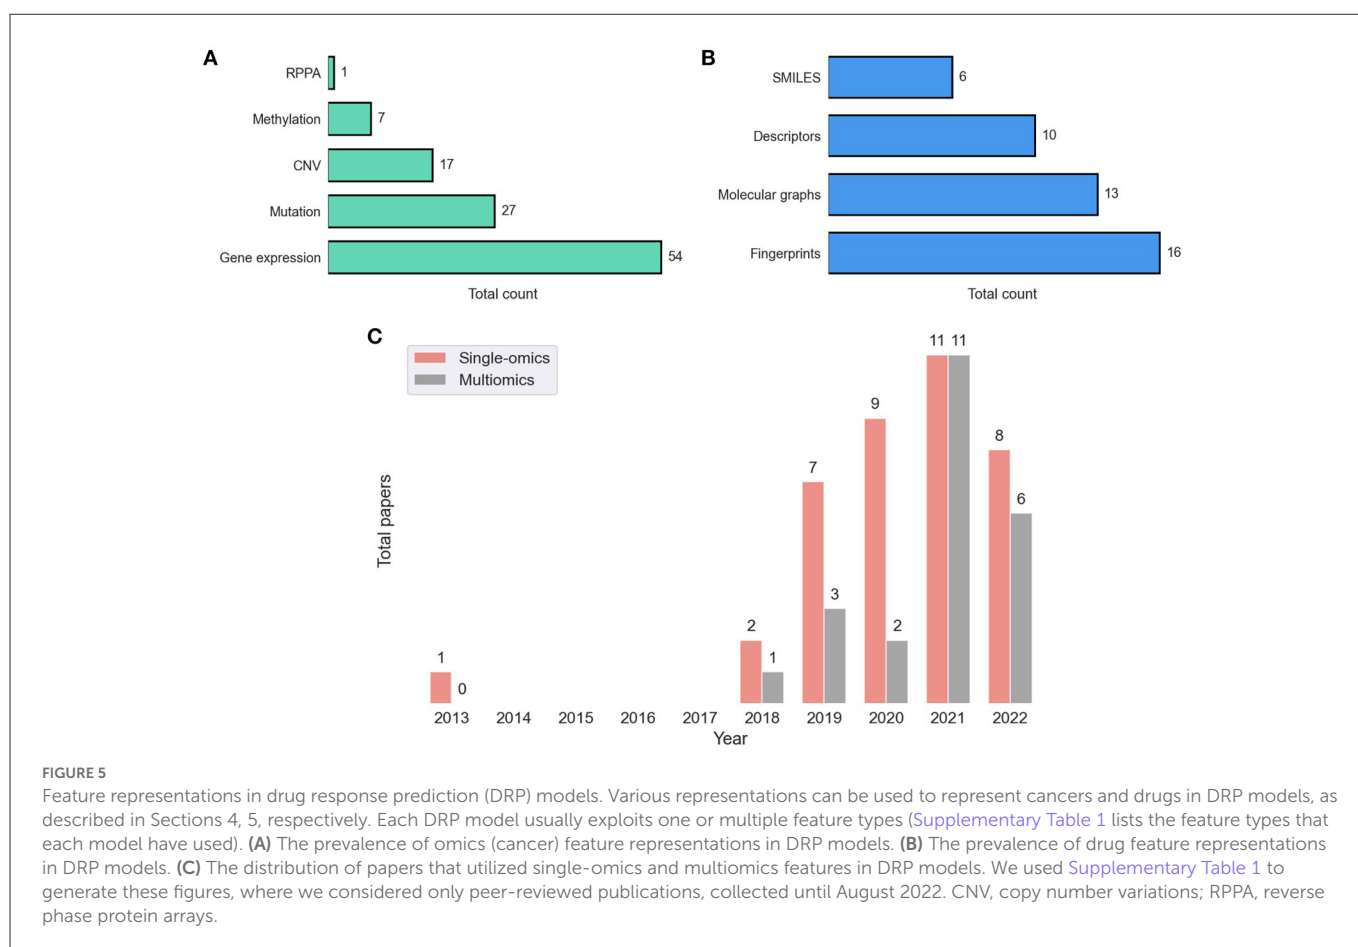 A
RPPA 1
Methylation 7
CNV 17
Mutation 27
Gene expression 54
Total count
B
SMILES 6
Descriptors 10
Molecular graphs 13
Fingerprints 16
Total count
C
Single-omics
Multiomics
Total papers
1 0 2 1 7 3 9 2 11 11 8 6
2013 2014 2015 2016 2017 2018 2019 2020 2021 2022
Year
FIGURE 5
Feature representations in drug response prediction (DRP) models. Various representations can be used to represent cancers and drugs in DRP models, as
described in Sections 4, 5, respectively. Each DRP model usually exploits one or multiple feature types (Supplementary Table 1 lists the feature types that
each model have used). (A) The prevalence of omics (cancer) feature representations in DRP models. (B) The prevalence of drug feature representations
in DRP models. (C) The distribution of papers that utilized single-omics and multiomics features in DRP models. We used Supplementary Table 1 to
generate these figures, where we considered only peer-reviewed publications, collected until August 2022. CNV, copy number variations; RPPA, reverse
phase protein arrays.